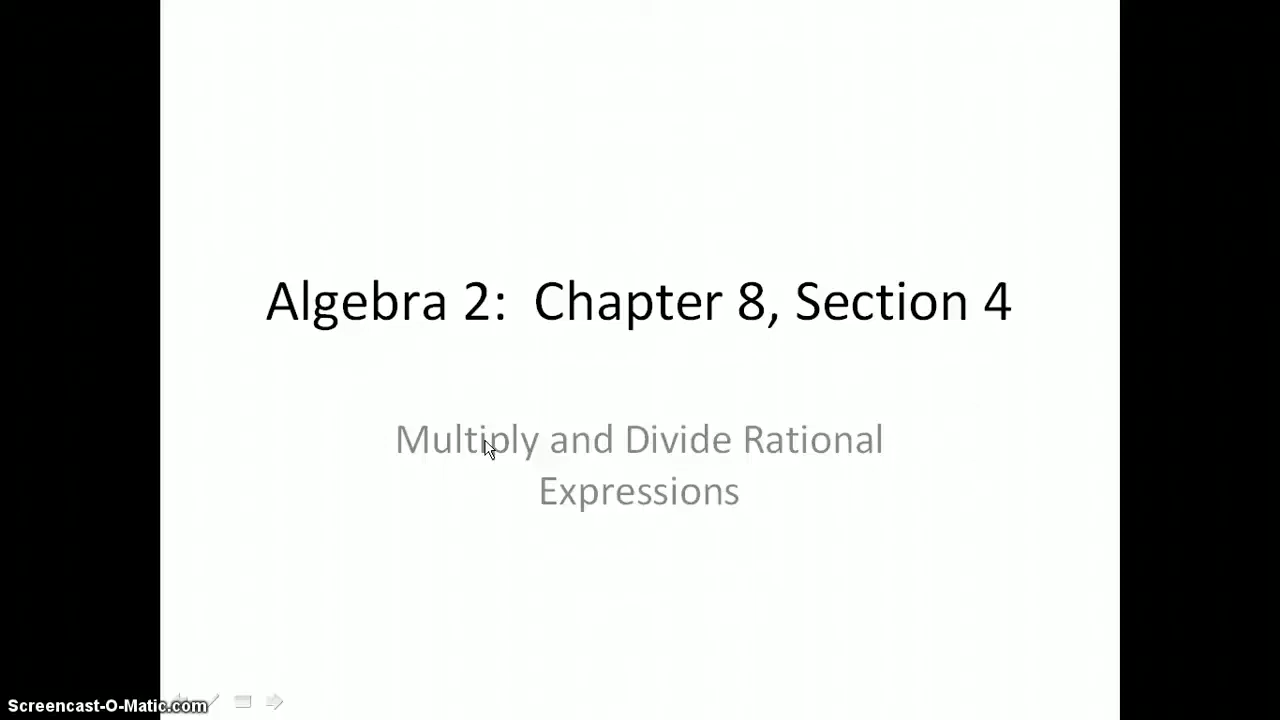 Algebra 2:  Chapter 8, Section 4
Multiply and Divide Rational
Expressions
Screencast-O-Matic.com